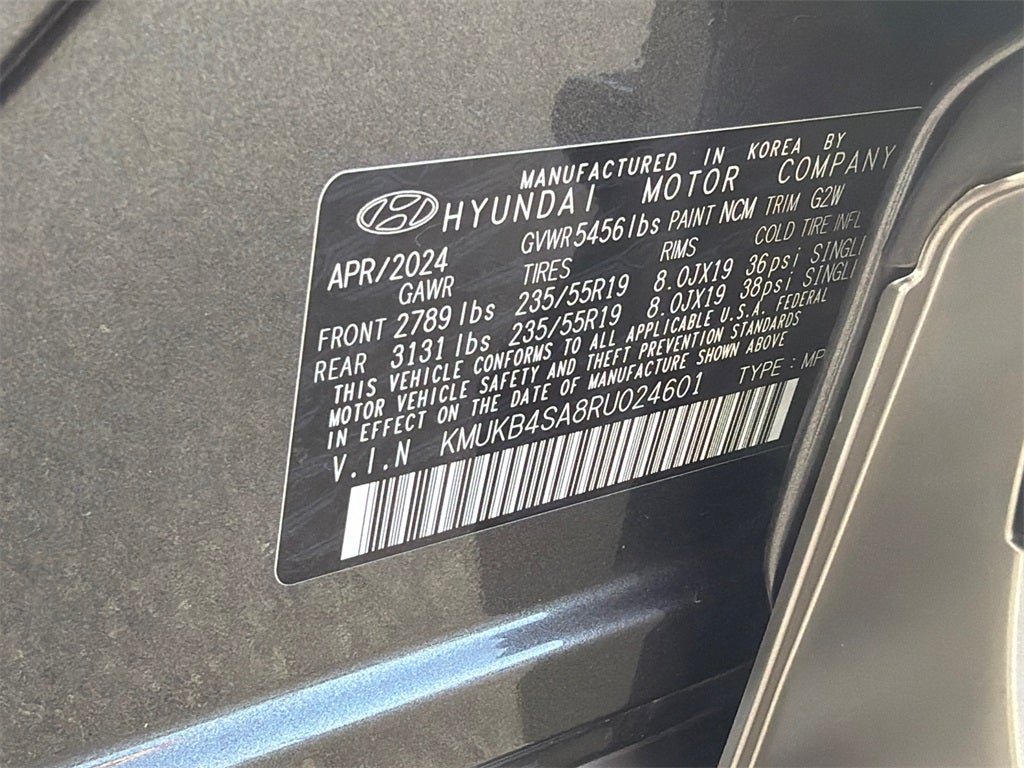 MANUFACTURED IN KOREA BY
HYUNDAI MOTOR COMPANY
APR/2024 GVWR 5456 lbs PAINT NCM TRIM G2W
GAWR TIRES RIMS COLD TIRE INFL
FRONT 2789 lbs 235/55R19 8.0JX19 36psi SINGL
REAR 3131 lbs 235/55R19 8.0JX19 38psi SINGL
THIS VEHICLE CONFORMS TO ALL APPLICABLE U.S.A. FEDERAL
MOTOR VEHICLE SAFETY AND THEFT PREVENTION STANDARDS
IN EFFECT ON THE DATE OF MANUFACTURE SHOWN ABOVE
V.I.N KMUKB4SA8RU024601 TYPE : MP